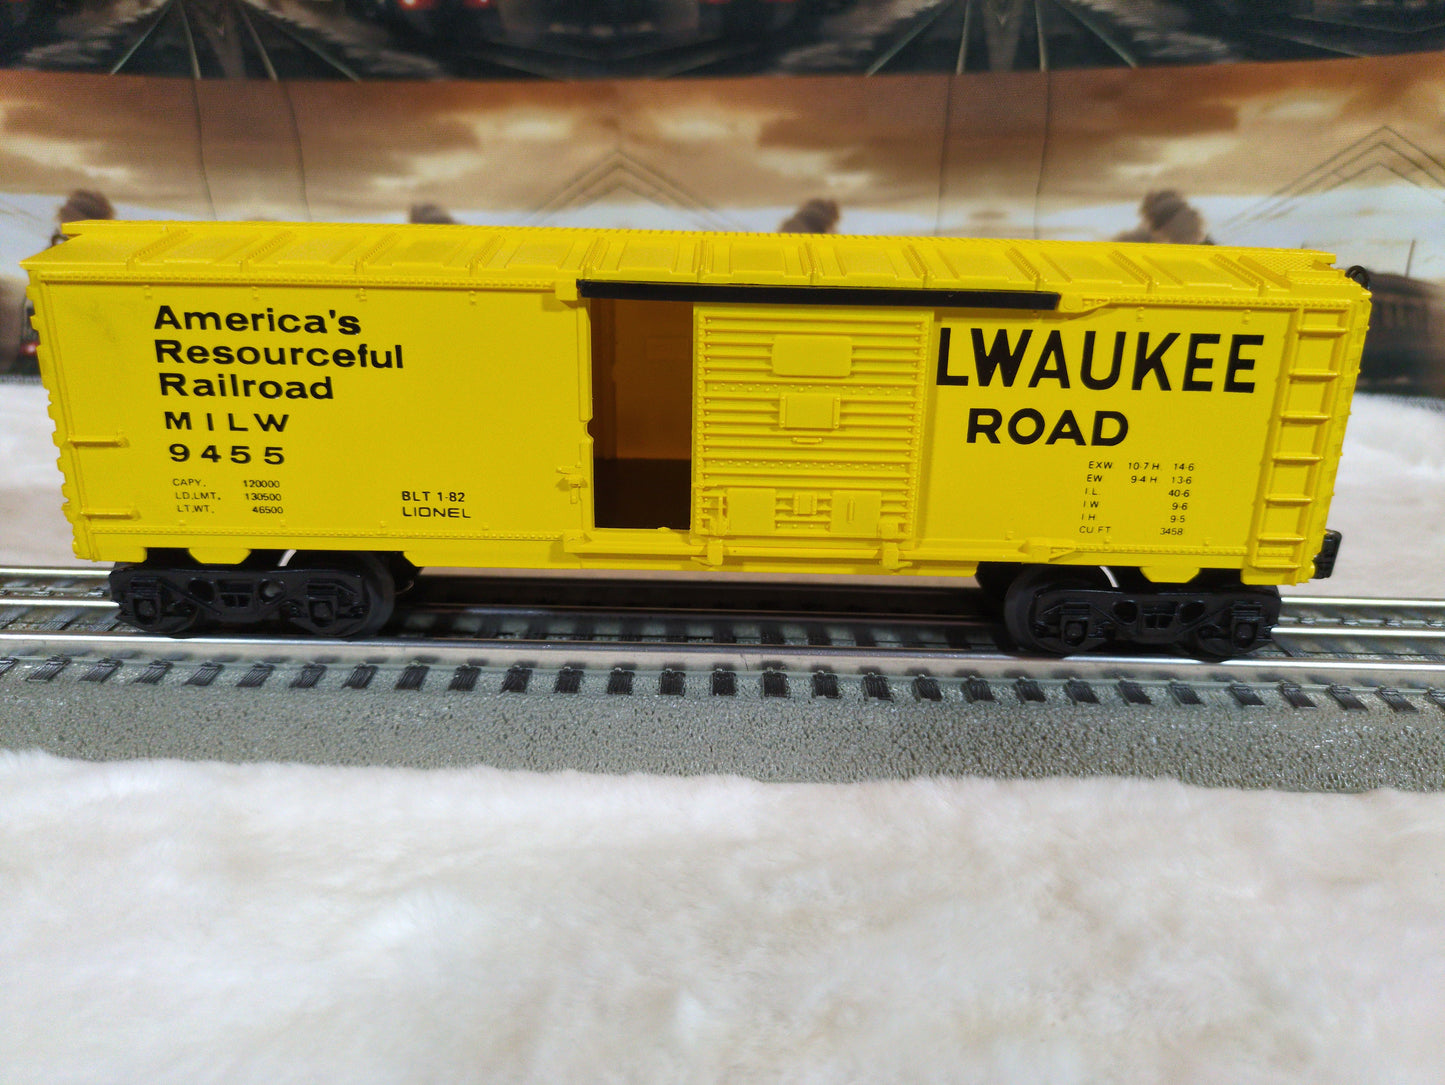 America's
Resourceful
Railroad
MILW
9455
CAPY. 120000
LD.LMT. 130500
LT.WT. 46500
BLT 1-82
LIONEL
LWAUKEE
ROAD
EXW 10-7 H 14-6
EW 9-4 H 13-6
I L 40-6
I W 9-6
I H 9-5
CU FT 3458